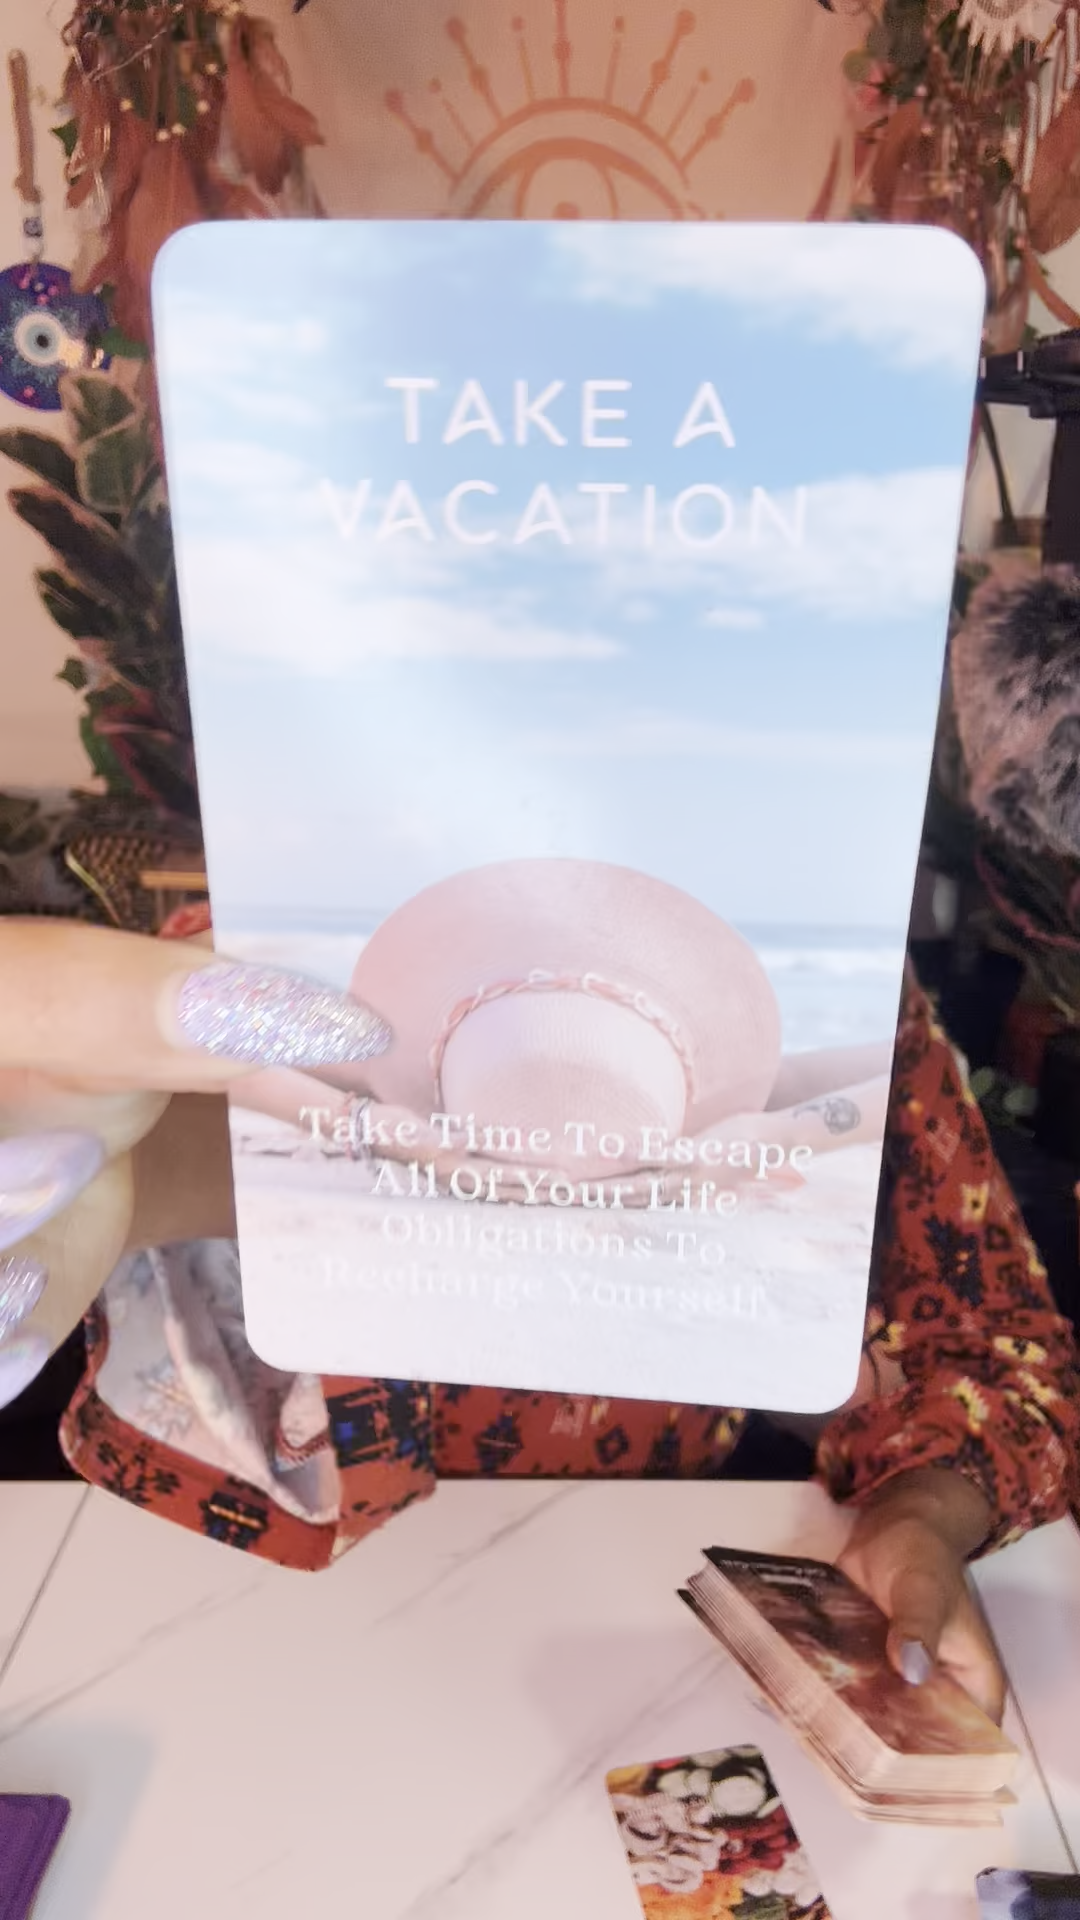 TAKE A
VACATION
Take Time To Escape
All Of Your Life
Obligations To
Recharge Yourself.